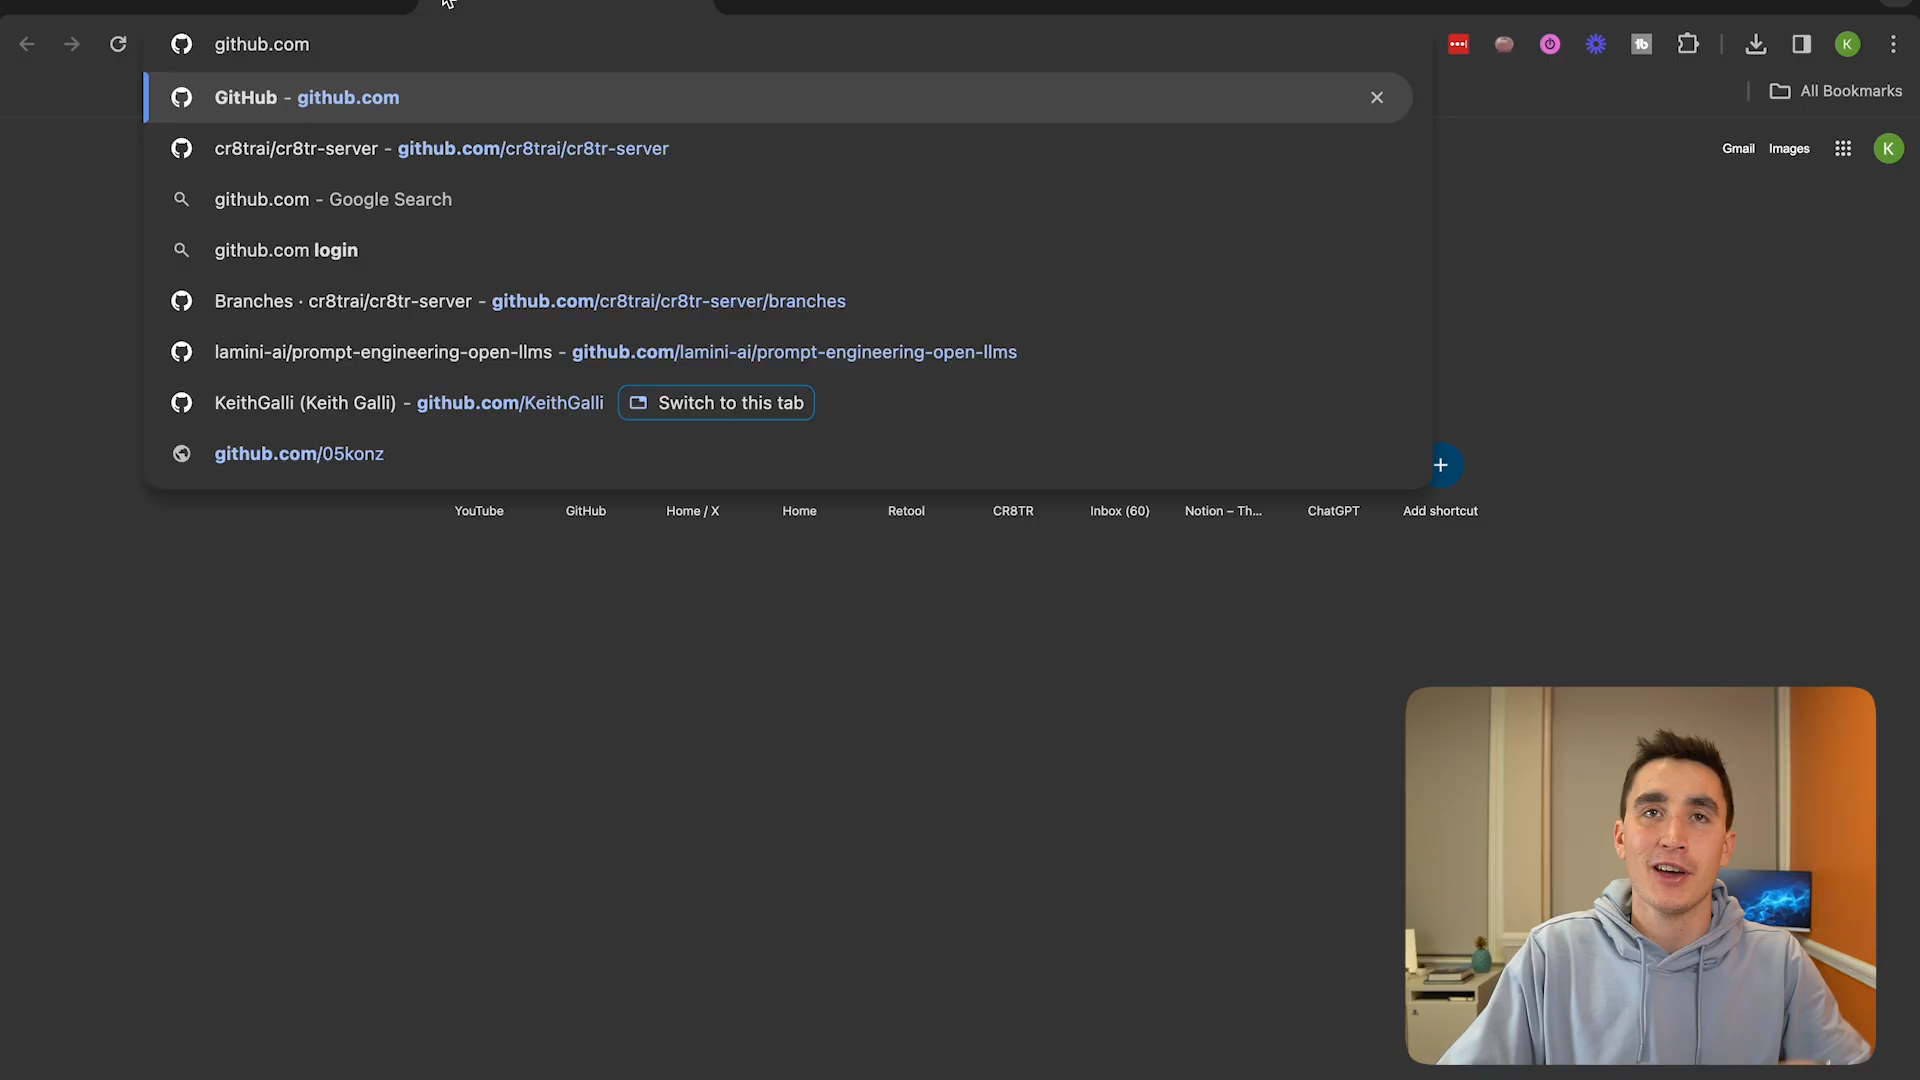 github.com
GitHub - github.com
cr8trai/cr8tr-server - github.com/cr8trai/cr8tr-server
github.com - Google Search
github.com login
Branches · cr8trai/cr8tr-server - github.com/cr8trai/cr8tr-server/branches
lamini-ai/prompt-engineering-open-llms - github.com/lamini-ai/prompt-engineering-open-llms
KeithGalli (Keith Galli) - github.com/KeithGalli Switch to this tab
github.com/05konz
tb
K
All Bookmarks
Gmail Images K
YouTube GitHub Home / X Home Retool CR8TR Inbox (60) Notion – Th... ChatGPT Add shortcut